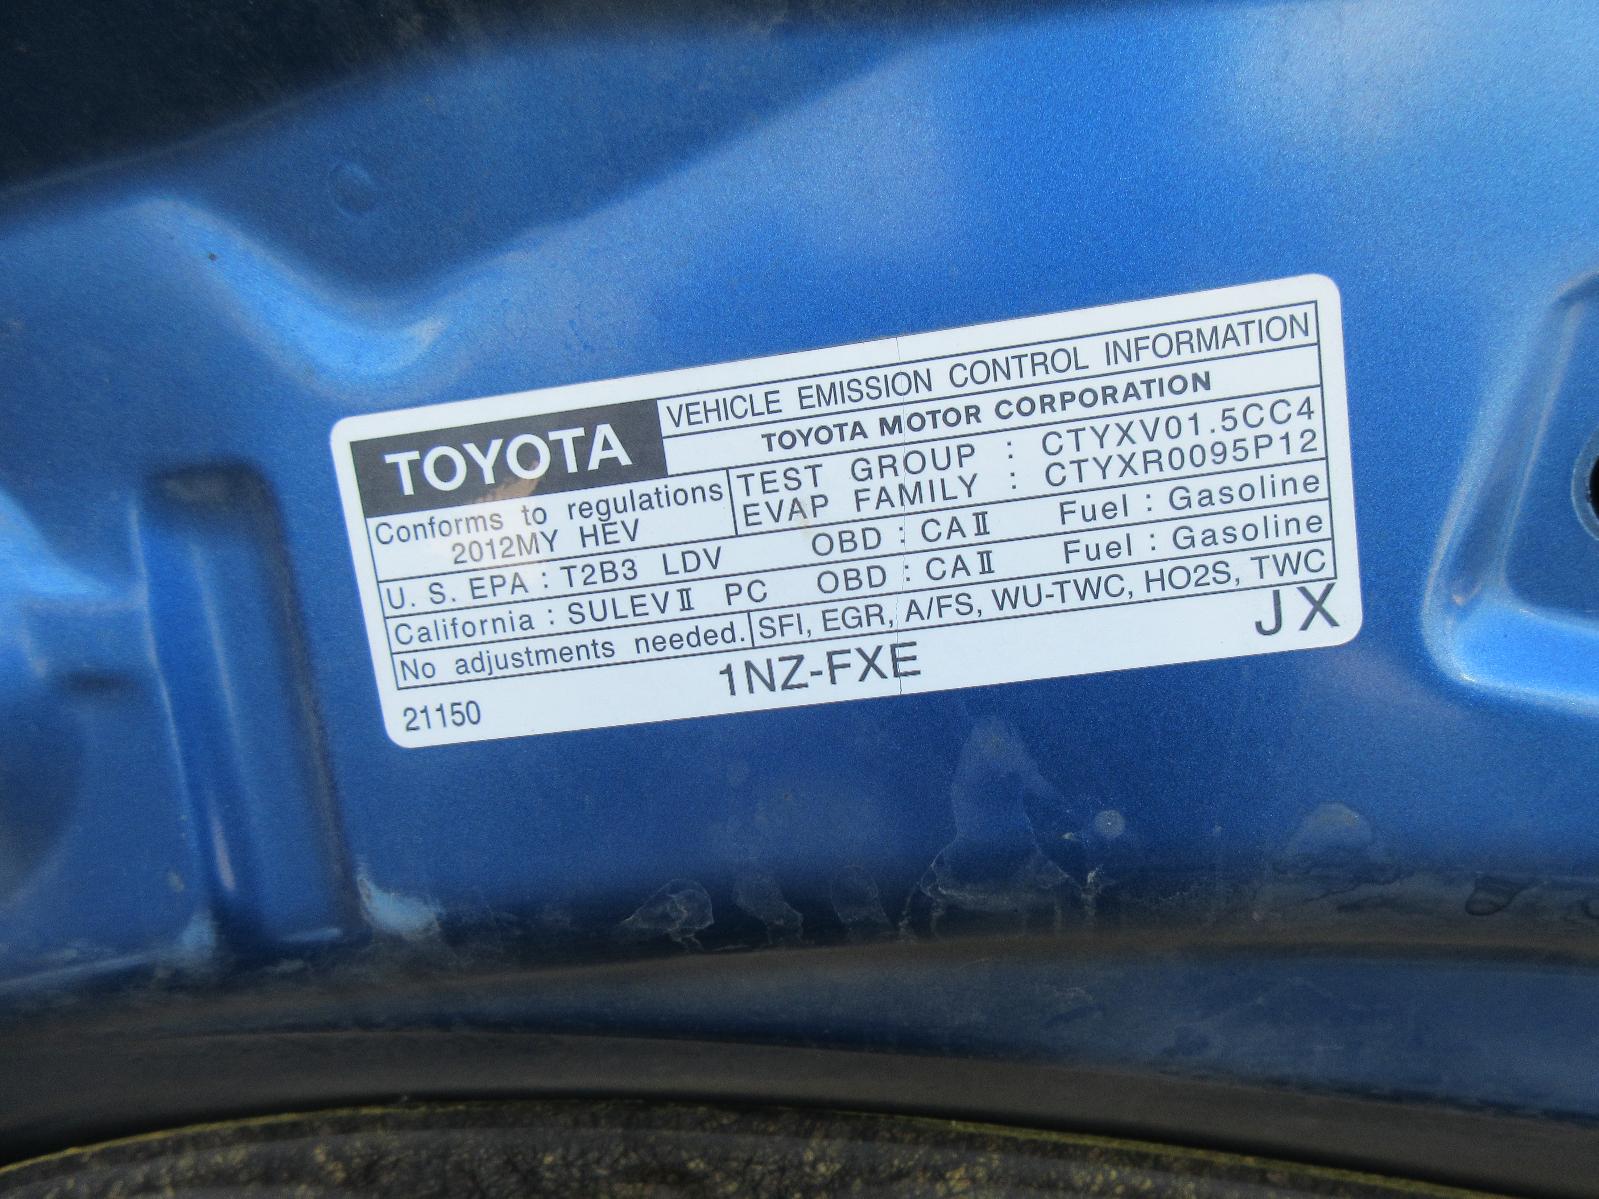 TOYOTA
VEHICLE EMISSION CONTROL INFORMATION
TOYOTA MOTOR CORPORATION
Conforms to regulations
2012MY HEV
TEST GROUP : CTYXV01.5CC4
EVAP FAMILY : CTYXR0095P12
U. S. EPA : T2B3 LDV OBD : CAⅡ Fuel : Gasoline
California : SULEVⅡ PC OBD : CAⅡ Fuel : Gasoline
No adjustments needed. SFI, EGR, A/FS, WU-TWC, HO2S, TWC
21150 1NZ-FXE JX